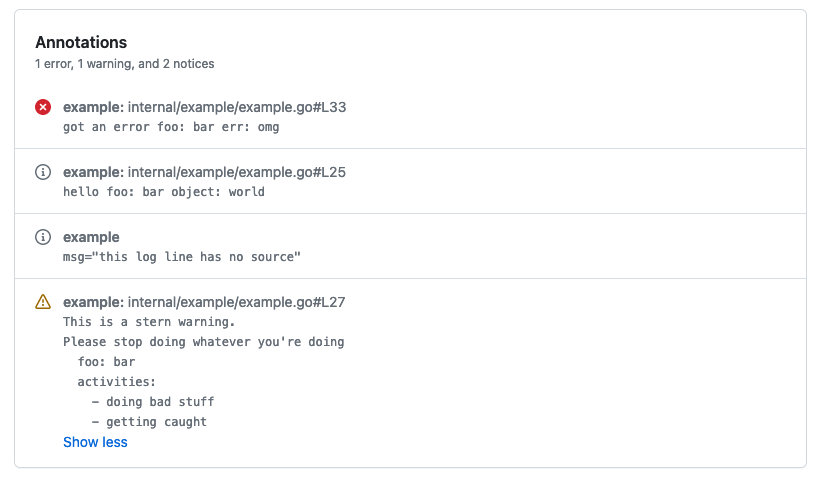 Annotations
1 error, 1 warning, and 2 notices
example: internal/example/example.go#L33
got an error foo: bar err: omg
example: internal/example/example.go#L25
hello foo: bar object: world
example
msg="this log line has no source"
example: internal/example/example.go#L27
This is a stern warning.
Please stop doing whatever you're doing
  foo: bar
  activities:
    – doing bad stuff
    – getting caught
Show less